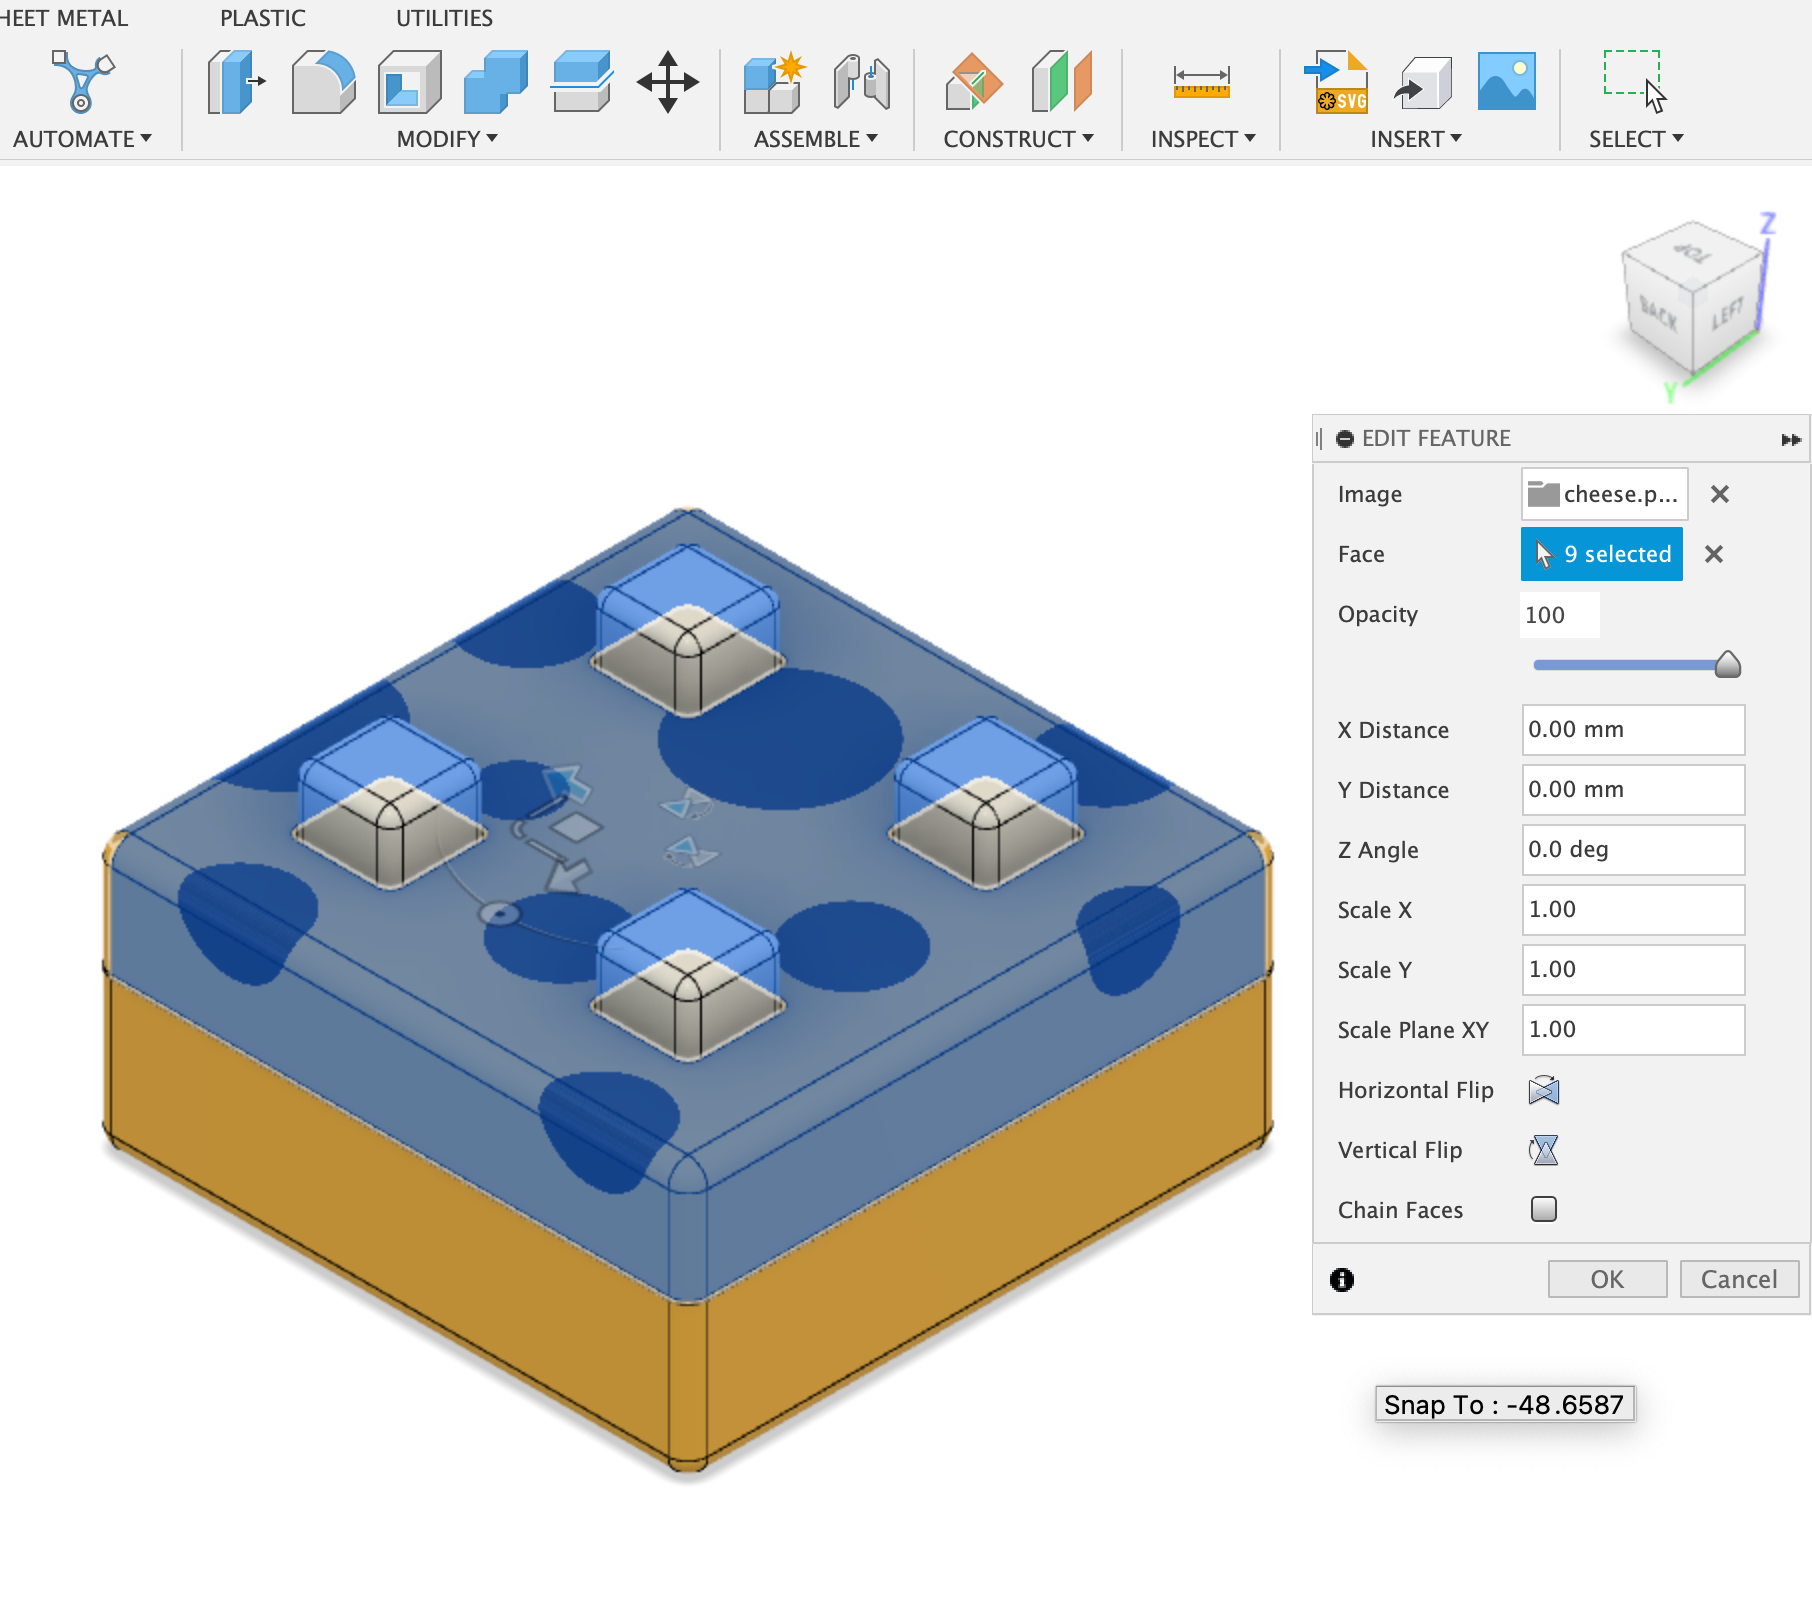 HEET METAL PLASTIC UTILITIES
SVG
AUTOMATE MODIFY ASSEMBLE CONSTRUCT INSPECT INSERT SELECT
Z
TOP
BACK LEFT
Y
EDIT FEATURE
Image cheese.p...
Face 9 selected
Opacity 100
X Distance 0.00 mm
Y Distance 0.00 mm
Z Angle 0.0 deg
Scale X 1.00
Scale Y 1.00
Scale Plane XY 1.00
Horizontal Flip
Vertical Flip
Chain Faces
OK Cancel
Snap To : -48.6587